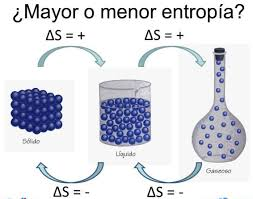 ¿Mayor o menor entropía?
ΔS = +
ΔS = +
Sólido
Líquido
Gaseoso
ΔS = -
ΔS = -